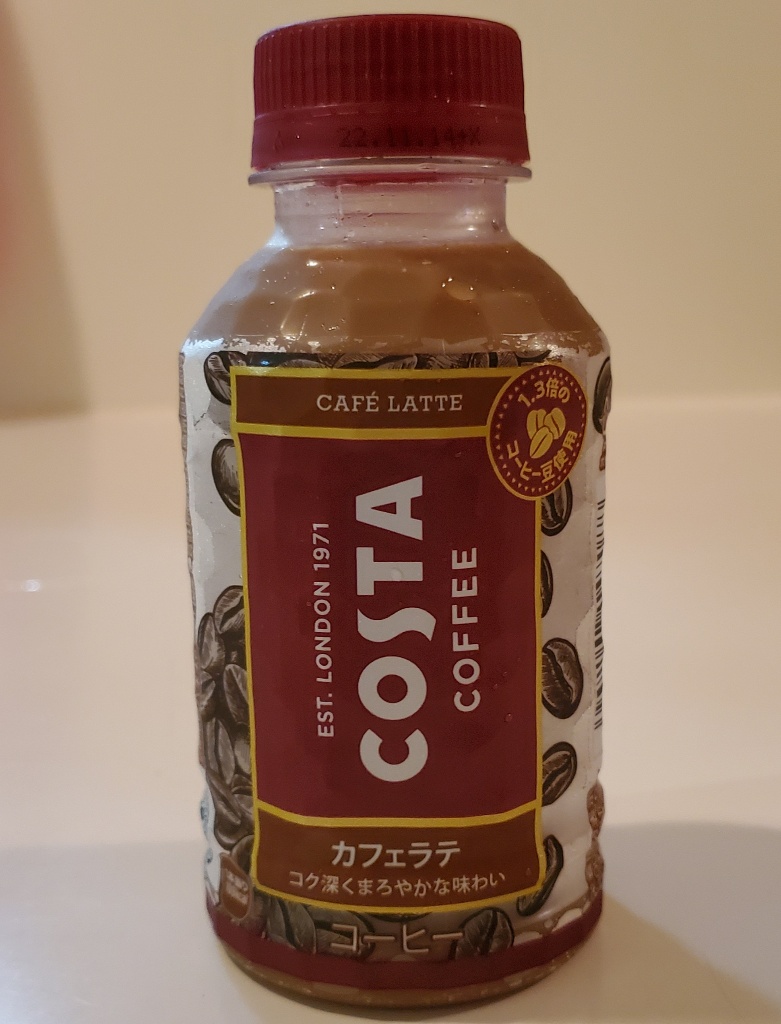 CAFÉ LATTE
1.3倍の
コーヒー豆使用
EST. LONDON 1971
COSTA
COFFEE
カフェラテ
コク深くまろやかな味わい
コーヒー